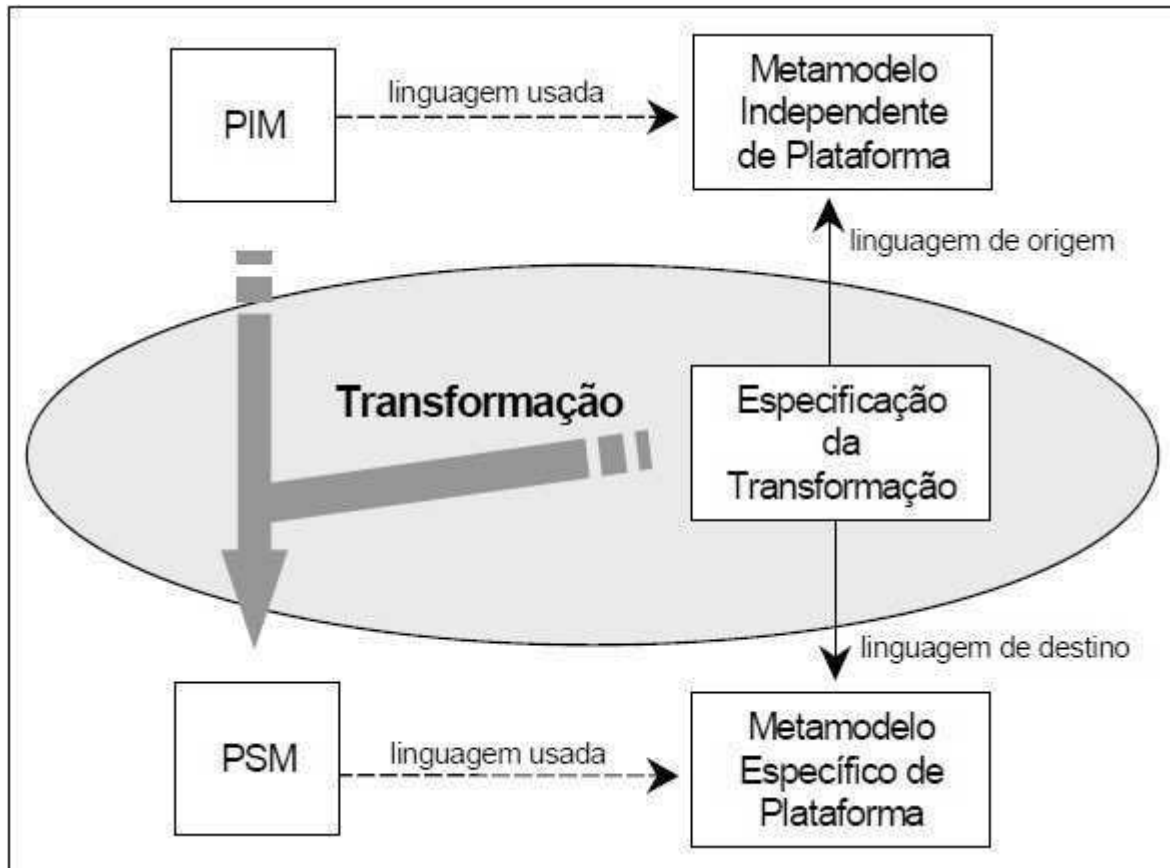 PIM
linguagem usada
Metamodelo
Independente
de Plataforma
linguagem de origem
Transformação
Especificação
da
Transformação
linguagem de destino
PSM
linguagem usada
Metamodelo
Específico de
Plataforma